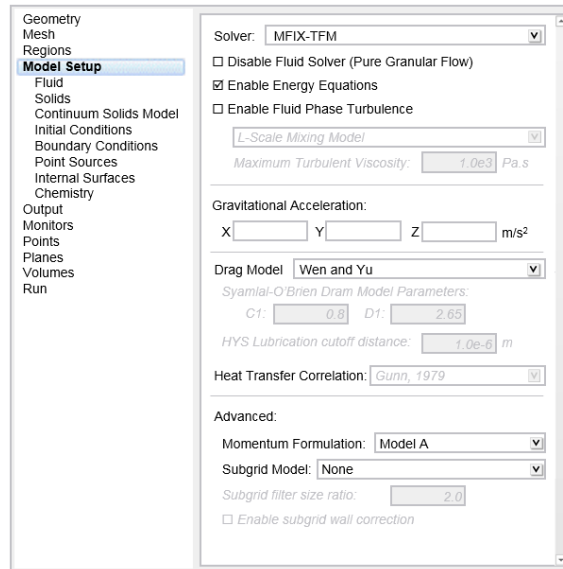 Geometry
Mesh
Regions
Model Setup
Fluid
Solids
Continuum Solids Model
Initial Conditions
Boundary Conditions
Point Sources
Internal Surfaces
Chemistry
Output
Monitors
Points
Planes
Volumes
Run
Solver: MFIX-TFM
Disable Fluid Solver (Pure Granular Flow)
Enable Energy Equations
Enable Fluid Phase Turbulence
L-Scale Mixing Model
Maximum Turbulent Viscosity: 1.0e3 Pa.s
Gravitational Acceleration:
X Y Z m/s²
Drag Model Wen and Yu
Syamlal-O'Brien Dram Model Parameters:
C1: 0.8 D1: 2.65
HYS Lubrication cutoff distance: 1.0e-6 m
Heat Transfer Correlation: Gunn, 1979
Advanced:
Momentum Formulation: Model A
Subgrid Model: None
Subgrid filter size ratio: 2.0
Enable subgrid wall correction